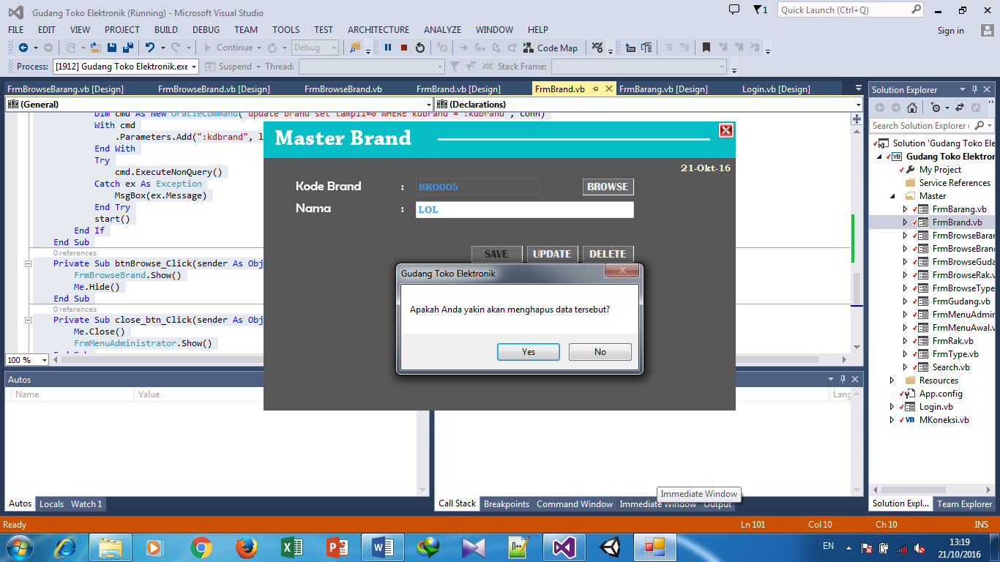 Gudang Toko Elektronik (Running) - Microsoft Visual Studio
1
Quick Launch (Ctrl+Q)
FILE EDIT VIEW PROJECT BUILD DEBUG TEAM TOOLS TEST ARCHITECTURE ANALYZE WINDOW HELP
Sign in
Continue Debug Code Map
Process: [1912] Gudang Toko Elektronik.exe Suspend Thread: Stack Frame:
FrmBrowseBarang.vb [Design] FrmBrowseBrand.vb [Design] FrmBrowseBrand.vb FrmBrand.vb [Design] FrmBrand.vb FrmBarang.vb [Design] Login.vb [Design]
(General) (Declarations)
Dim cmd As New OracleCommand("update brand set tampil=0 WHERE kdbrand = :kdbrand", conn)
With cmd
.Parameters.Add(":kdbrand", l
End With
Try
cmd.ExecuteNonQuery()
Catch ex As Exception
MsgBox(ex.Message)
End Try
start()
End If
End Sub
0 references
Private Sub btnBrowse_Click(sender As Obj
FrmBrowseBrand.Show()
Me.Hide()
End Sub
0 references
Private Sub close_btn_Click(sender As Obj
Me.Close()
FrmMenuAdministrator.Show()
End Sub
100 %
Master Brand
21-Okt-16
Kode Brand : BR0005 BROWSE
Nama : LOL
SAVE UPDATE DELETE
Gudang Toko Elektronik
Apakah Anda yakin akan menghapus data tersebut?
Yes No
Solution Explorer
Search Solution Explorer (
Solution 'Gudang Toko Ele
Gudang Toko Elektron
My Project
Service References
Master
FrmBarang.vb
FrmBrand.vb
FrmBrowseBaran
FrmBrowseBran
FrmBrowseGuda
FrmBrowseRak.v
FrmBrowseType
FrmGudang.vb
FrmMenuAdmin
FrmMenuAwal.v
FrmRak.vb
FrmType.vb
Search.vb
Resources
App.config
Login.vb
MKoneksi.vb
Solution Expl... Team Explorer
Autos
Name Value
Lang
Autos Locals Watch 1
Immediate Window
Call Stack Breakpoints Command Window Immediate Window Output
Ready Ln 101 Col 10 Ch 10 INS
EN
13:19
21/10/2016